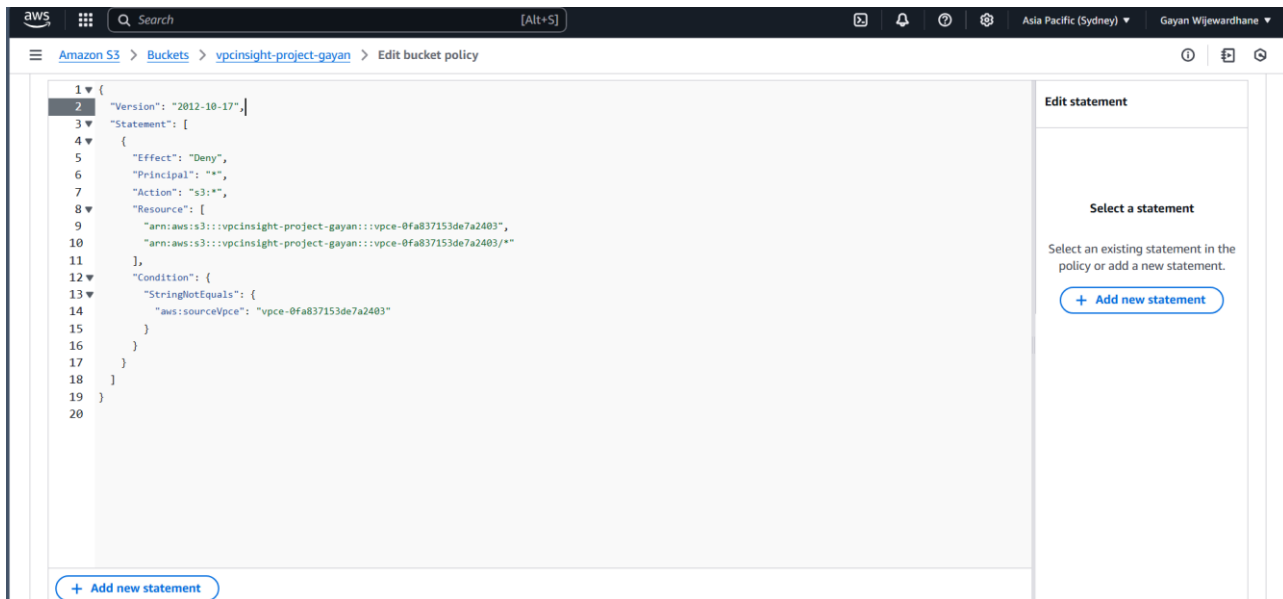 aws
Search [Alt+S]
Asia Pacific (Sydney) ▼ Gayan Wijewardhane ▼
Amazon S3 > Buckets > vpcinsight-project-gayan > Edit bucket policy
1 ▼ {
2 "Version": "2012-10-17",
3 ▼ "Statement": [
4 ▼ {
5 "Effect": "Deny",
6 "Principal": "*",
7 "Action": "s3:*",
8 ▼ "Resource": [
9 "arn:aws:s3:::vpcinsight-project-gayan:::vpce-0fa837153de7a2403",
10 "arn:aws:s3:::vpcinsight-project-gayan:::vpce-0fa837153de7a2403/*"
11 ],
12 ▼ "Condition": {
13 ▼ "StringNotEquals": {
14 "aws:sourceVpce": "vpce-0fa837153de7a2403"
15 }
16 }
17 }
18 ]
19 }
20
+ Add new statement
Edit statement
Select a statement
Select an existing statement in the
policy or add a new statement.
+ Add new statement